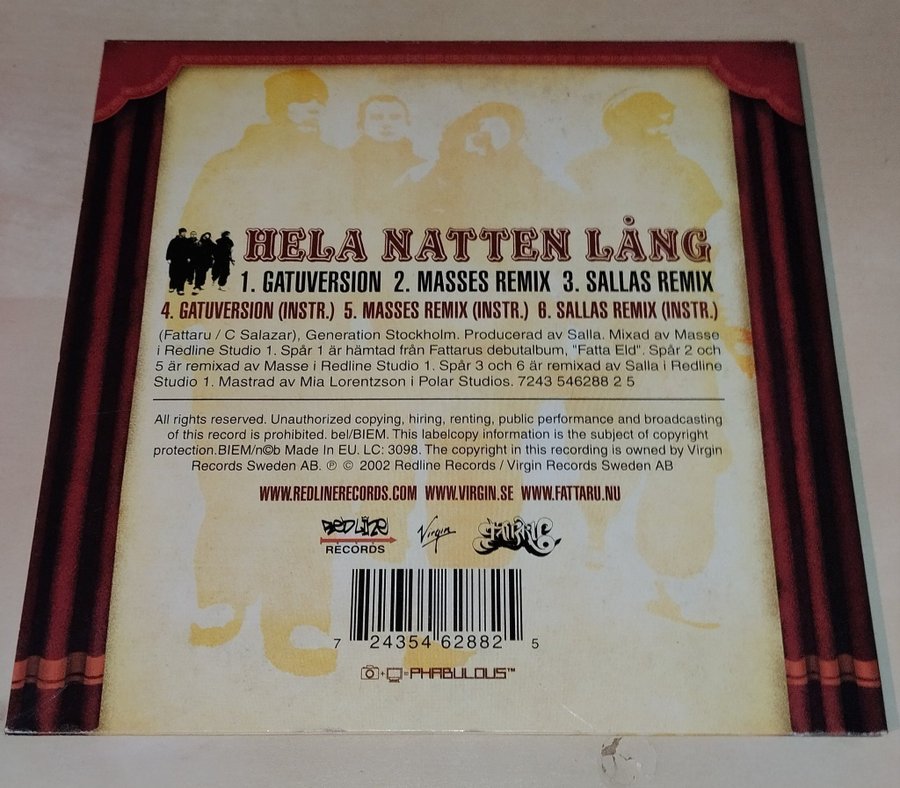 HELA NATTEN LÅNG
1. GATUVERSION 2. MASSES REMIX 3. SALLAS REMIX
4. GATUVERSION (INSTR.) 5. MASSES REMIX (INSTR.) 6. SALLAS REMIX (INSTR.)
(Fattaru / C Salazar), Generation Stockholm. Producerad av Salla. Mixad av Masse
i Redline Studio 1. Spår 1 är hämtad från Fattarus debutalbum, "Fatta Eld". Spår 2 och
5 är remixad av Masse i Redline Studio 1. Spår 3 och 6 är remixad av Salla i Redline
Studio 1. Mastrad av Mia Lorentzson i Polar Studios. 7243 546288 2 5
All rights reserved. Unauthorized copying, hiring, renting, public performance and broadcasting
of this record is prohibited. bel/BIEM. This labelcopy information is the subject of copyright
protection.BIEM/n©b Made In EU. LC: 3098. The copyright in this recording is owned by Virgin
Records Sweden AB. ℗ © 2002 Redline Records / Virgin Records Sweden AB
WWW.REDLINERECORDS.COM WWW.VIRGIN.SE WWW.FATTARU.NU
REDLINE
RECORDS
Virgin
7 24354 62882 5
+ = PHABULOUS™